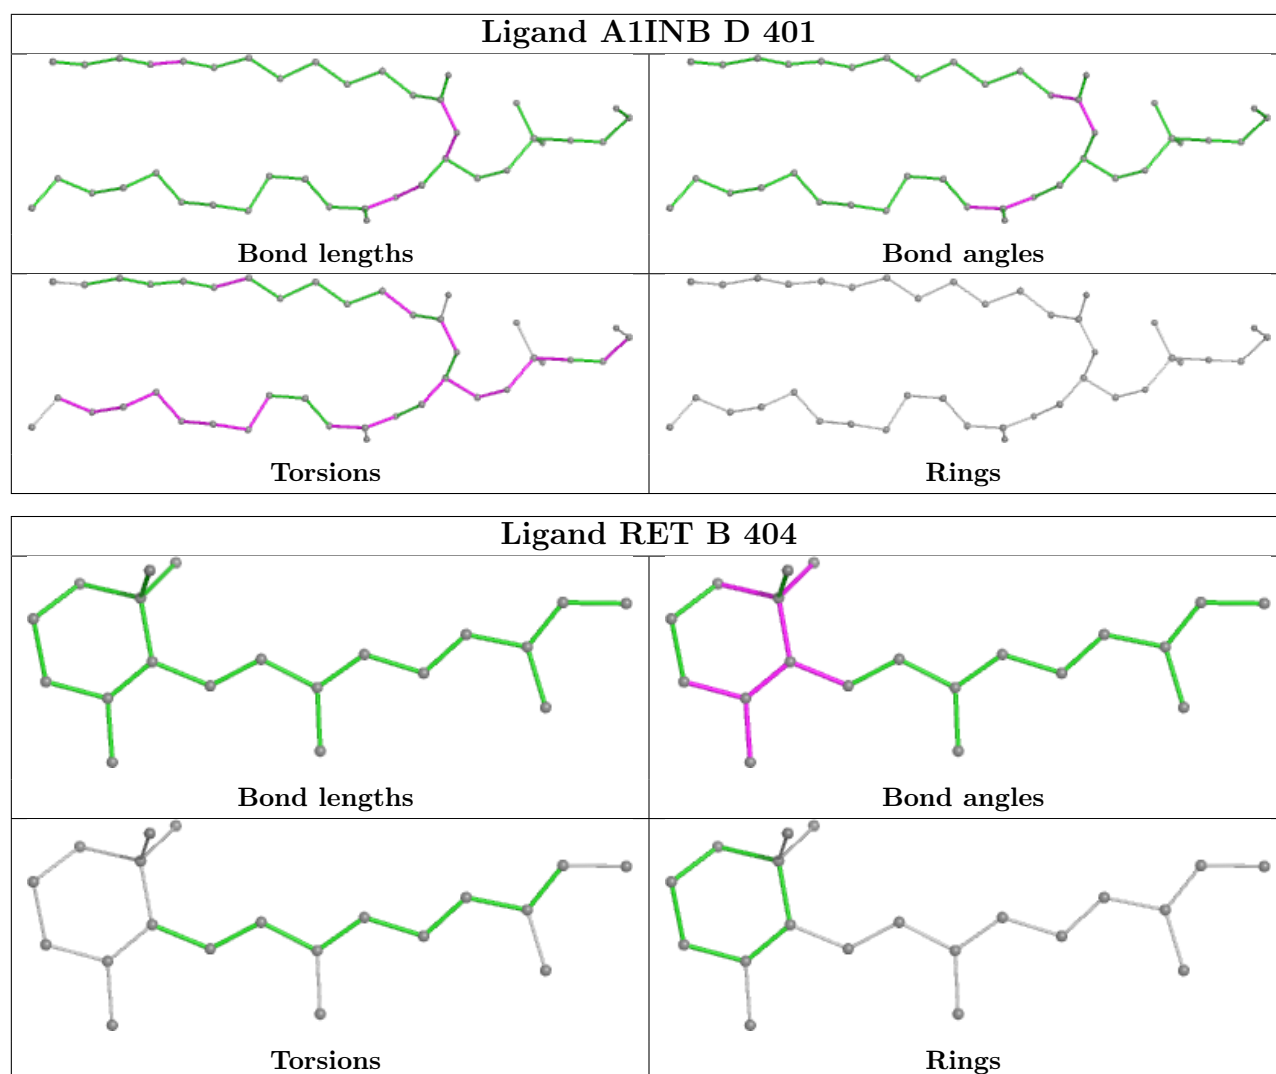 Ligand A1INB D 401
Bond lengths
Bond angles
Torsions
Rings
Ligand RET B 404
Bond lengths
Bond angles
Torsions
Rings